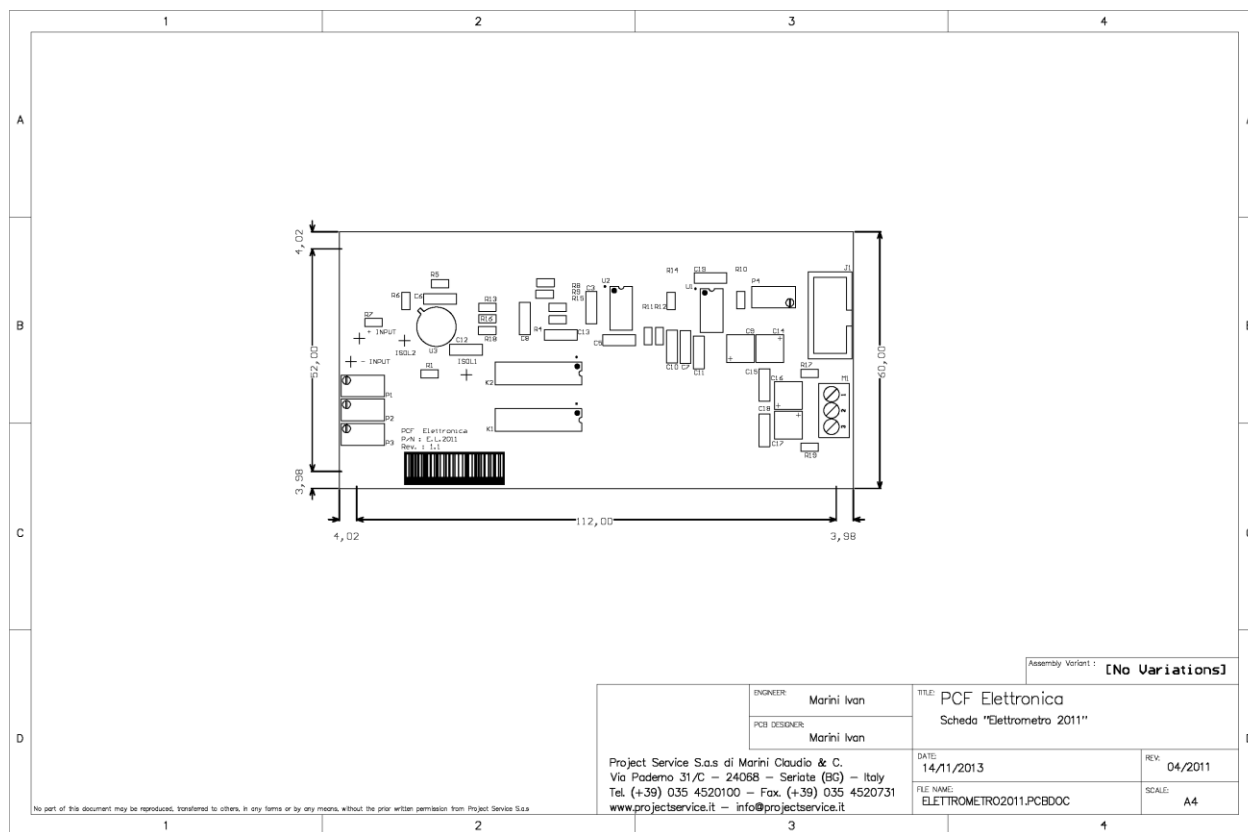 1 2 3 4
A A
4,02
J1
C19
R14 R10
R5
U2
P4
R8
R9
R6 C6 C3 U1
R13 R15
R11 R12
R7
R16
+ INPUT R4 C13
R18 C8 C5 C9 C14
B B
ISOL2 U3 C12
52,00 60,00
- INPUT ISOL1
R1 C10 C7 C11 C15 R17
K2 C16 M1
P1
1
P2 2
K1 C18
3
P3
PCF Elettronica
P/N : E.L.2011
Rev. : 1.1
C17
R19
3,98
112,00
C C
4,02 3,98
Assembly Variant : [No Variations]
ENGINEER: Marini Ivan
TITLE: PCF Elettronica
Scheda "Elettrometro 2011"
PCB DESIGNER: Marini Ivan
D D
Project Service S.a.s di Marini Claudio & C.
Via Paderno 31/C – 24068 – Seriate (BG) – Italy
Tel. (+39) 035 4520100 – Fax. (+39) 035 4520731
www.projectservice.it – info@projectservice.it
DATE: 14/11/2013
REV: 04/2011
FILE NAME: ELETTROMETRO2011.PCBDOC
SCALE: A4
No part of this document may be reproduced, transferred to others, in any forms or by any means, without the prior written permission from Project Service S.a.s
1 2 3 4